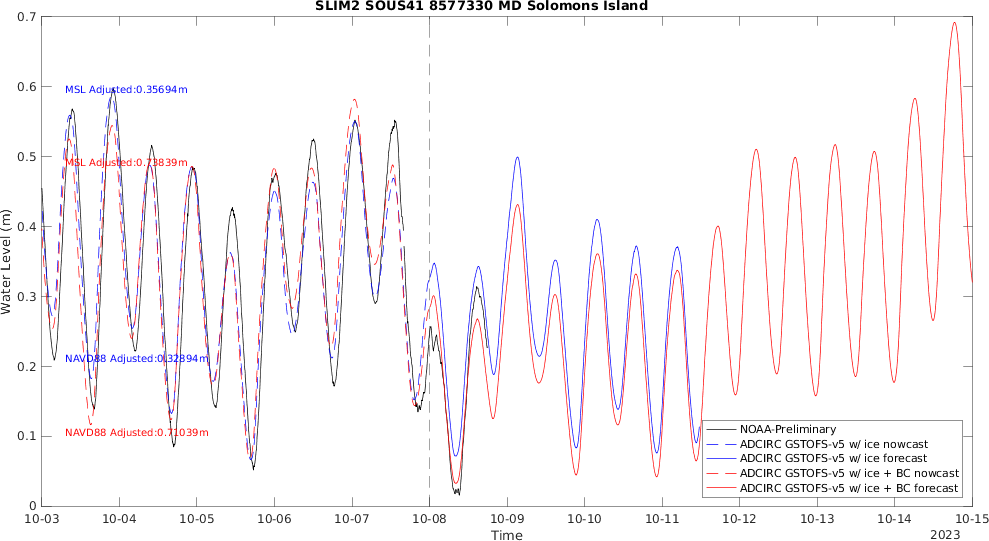 SLIM2 SOUS41 8577330 MD Solomons Island
Water Level (m)
0.7
0.6
0.5
0.4
0.3
0.2
0.1
0
MSL Adjusted:0.35694m
MSL Adjusted:0.73839m
NAVD88 Adjusted:0.32894m
NAVD88 Adjusted:0.71039m
NOAA-Preliminary
ADCIRC GSTOFS-v5 w/ ice nowcast
ADCIRC GSTOFS-v5 w/ ice forecast
ADCIRC GSTOFS-v5 w/ ice + BC nowcast
ADCIRC GSTOFS-v5 w/ ice + BC forecast
10-03 10-04 10-05 10-06 10-07 10-08 10-09 10-10 10-11 10-12 10-13 10-14 10-15
Time
2023